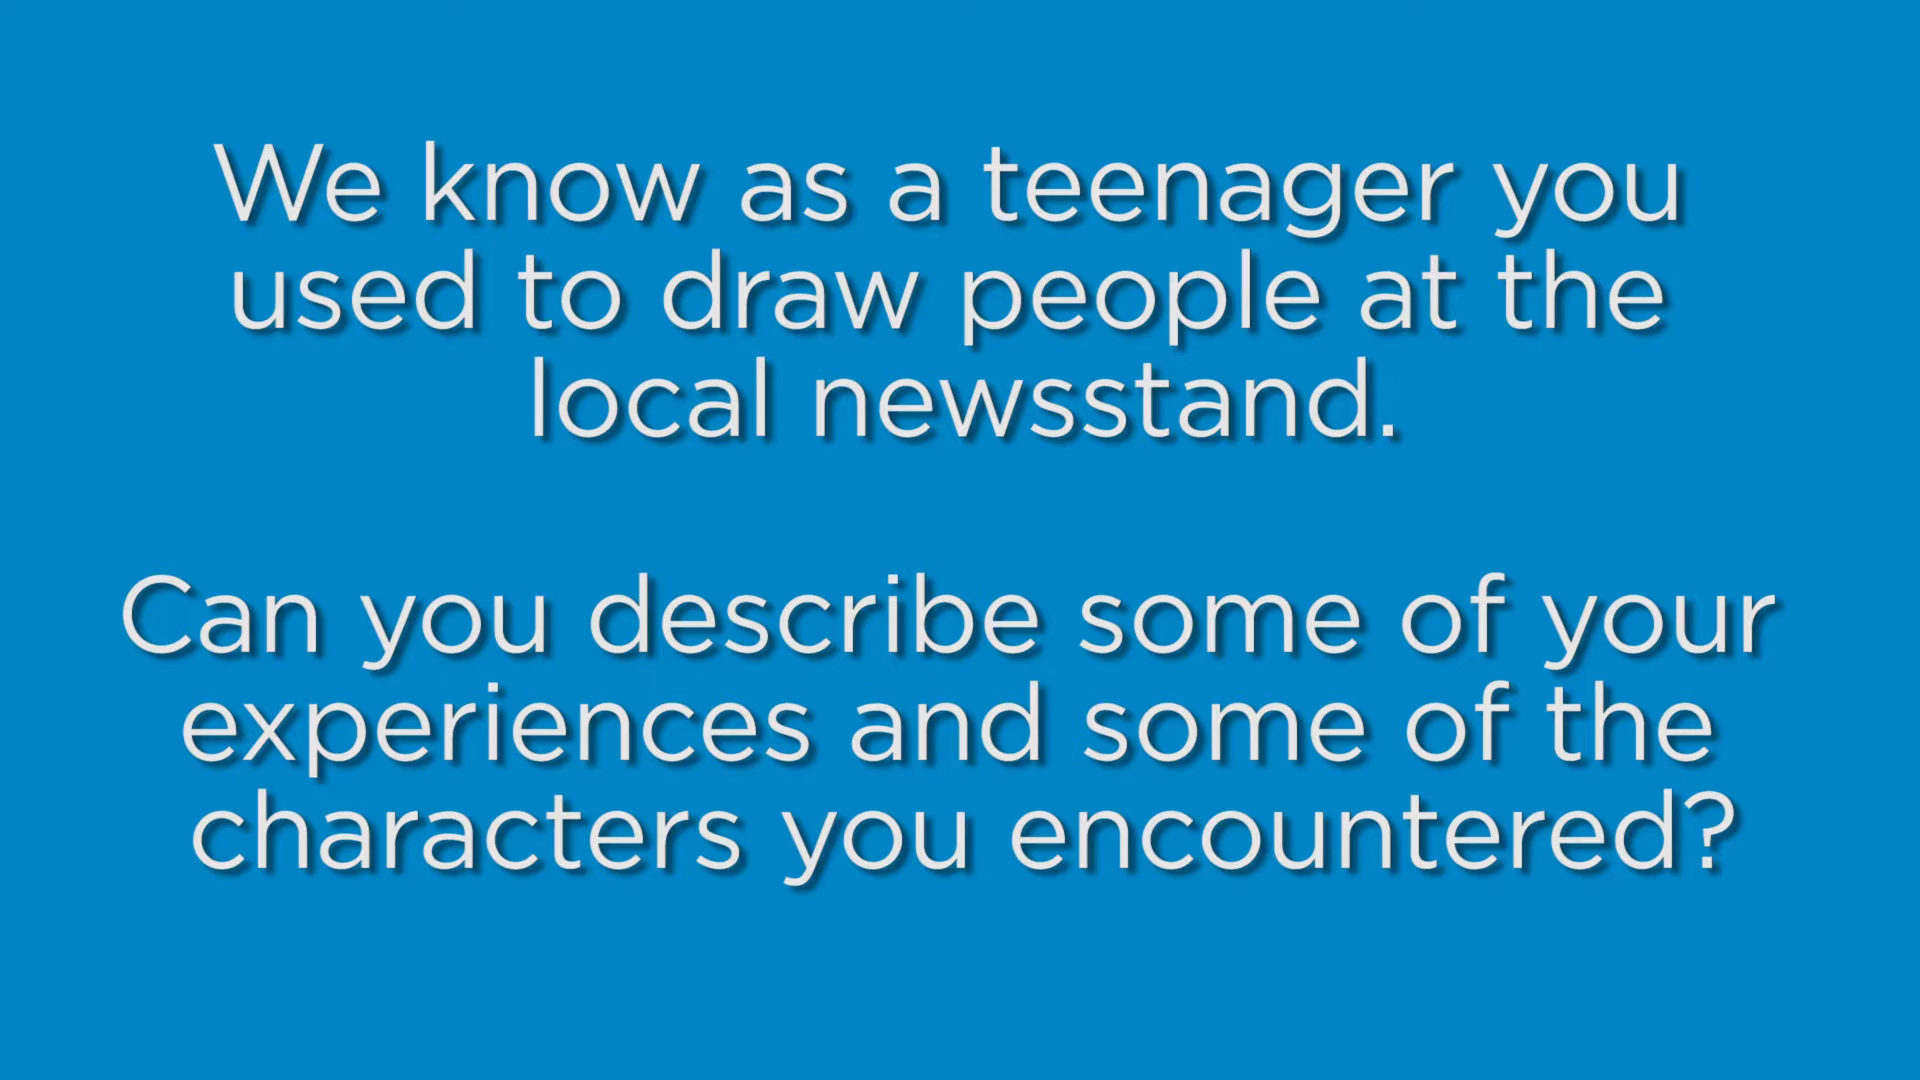 We know as a teenager you
used to draw people at the
local newsstand.
Can you describe some of your
experiences and some of the
characters you encountered?